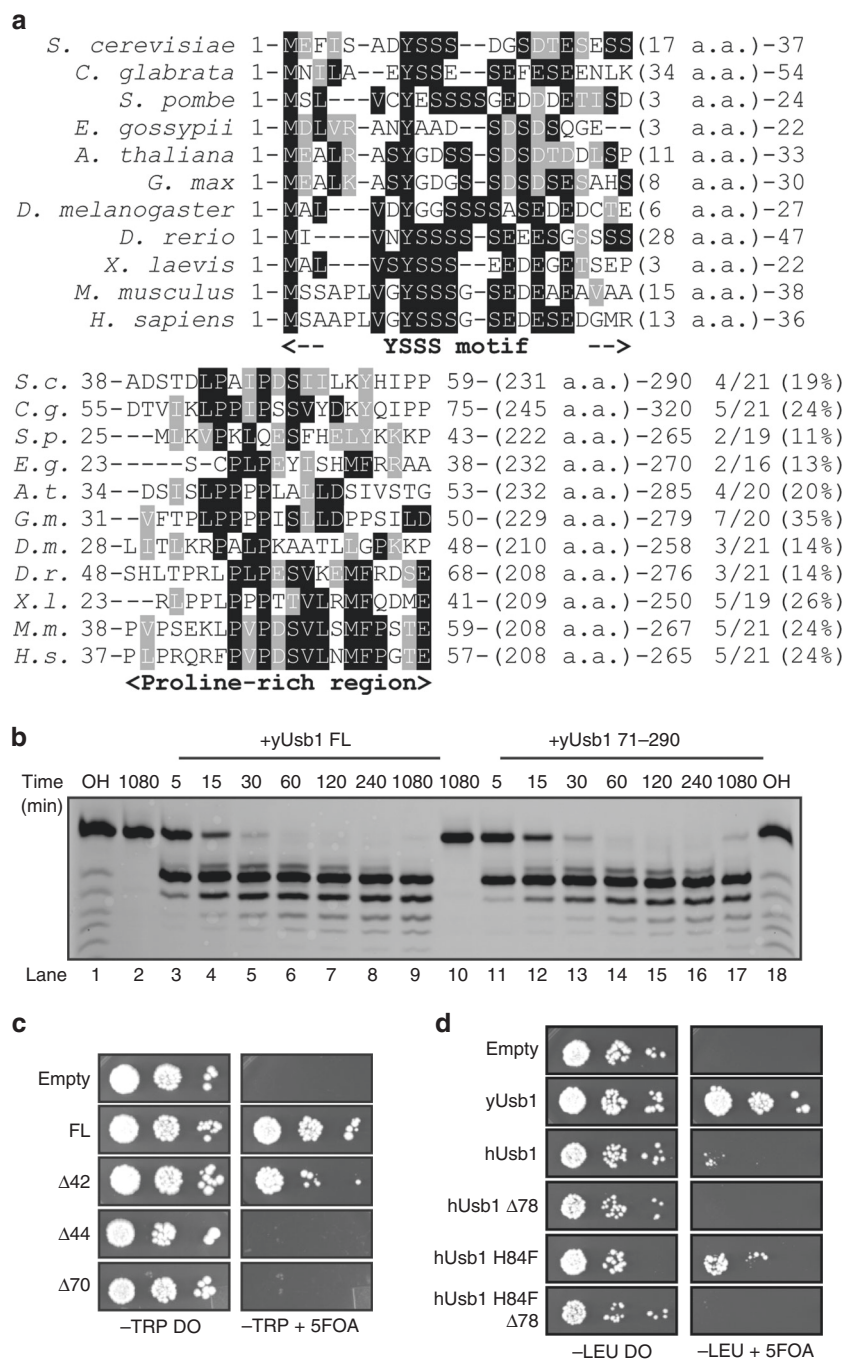 a
S. cerevisiae 1-MEFIS-ADYSSS--DGSDTESESS(17 a.a.)-37
C. glabrata 1-MNILA--EYSSE--SEFESEENLK(34 a.a.)-54
S. pombe 1-MSL---VCYESSSSGEDDDETISD(3 a.a.)-24
E. gossypii 1-MDLVR-ANYAAD--SDSDSQGE--(3 a.a.)-22
A. thaliana 1-MEALR-ASYGDSS-SDSDTDDLSP(11 a.a.)-33
G. max 1-MEALK-ASYGDGS-SDSDSESAHS(8 a.a.)-30
D. melanogaster 1-MAL----VDYGGSSSSASEDEDCTE(6 a.a.)-27
D. rerio 1-MI----VNYSSSSS-SEEESGSSSS(28 a.a.)-47
X. laevis 1-MAL---VSYSSS--EEDEGETSEP(3 a.a.)-22
M. musculus 1-MSSAPLVGYSSSG-SEDEAEAVAA(15 a.a.)-38
H. sapiens 1-MSAAPLVGYSSSG-SEDESEDGMR(13 a.a.)-36
<-- YSSS motif -->
S.c. 38-ADSTDLPAIPDSIILKYHIPP 59-(231 a.a.)-290 4/21 (19%)
C.g. 55-DTVIKLPPIPSSVYDKYQIPP 75-(245 a.a.)-320 5/21 (24%)
S.p. 25---MLKVPKLQESFHELYKKKP 43-(222 a.a.)-265 2/19 (11%)
E.g. 23-----S-CPLPEYISHMFRRAA 38-(232 a.a.)-270 2/16 (13%)
A.t. 34--DSISLPPPPLALLDSIVSTG 53-(232 a.a.)-285 4/20 (20%)
G.m. 31--VFTPLPPPPISLLDPPSILD 50-(229 a.a.)-279 7/20 (35%)
D.m. 28-LITLKRPALPKAATLLGPKKP 48-(210 a.a.)-258 3/21 (14%)
D.r. 48-SHLTPRLPLPESVKEMFRDSE 68-(208 a.a.)-276 3/21 (14%)
X.l. 23---RLPPLPPPTTVLRMFQDME 41-(209 a.a.)-250 5/19 (26%)
M.m. 38-PVPSEKLPVPDSVLSMFPSTE 59-(208 a.a.)-267 5/21 (24%)
H.s. 37-PLPRQRFPVPDSVLNMFPGTE 57-(208 a.a.)-265 5/21 (24%)
<Proline-rich region>
b
+yUsb1 FL +yUsb1 71–290
Time (min) OH 1080 5 15 30 60 120 240 1080 1080 5 15 30 60 120 240 1080 OH
Lane 1 2 3 4 5 6 7 8 9 10 11 12 13 14 15 16 17 18
c
Empty
FL
Δ42
Δ44
Δ70
–TRP DO –TRP + 5FOA
d
Empty
yUsb1
hUsb1
hUsb1 Δ78
hUsb1 H84F
hUsb1 H84F
Δ78
–LEU DO –LEU + 5FOA